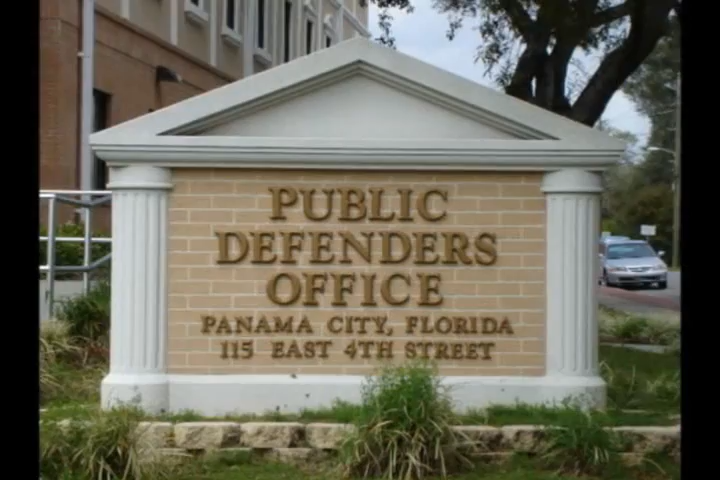 PUBLIC
DEFENDERS
OFFICE
PANAMA CITY, FLORIDA
115 EAST 4TH STREET